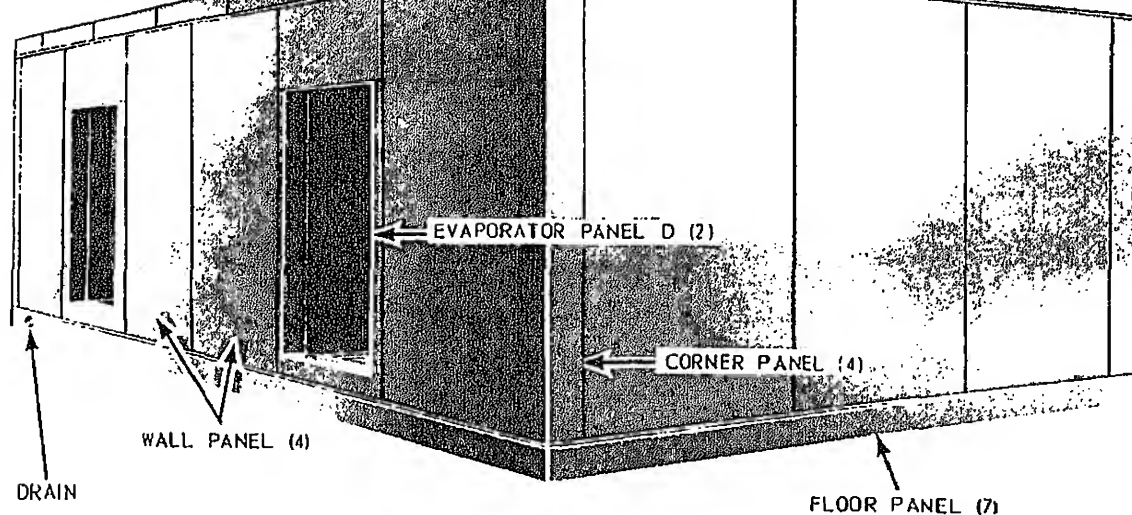 EVAPORATOR PANEL D (2)
CORNER PANEL (4)
WALL PANEL (4)
DRAIN
FLOOR PANEL (7)